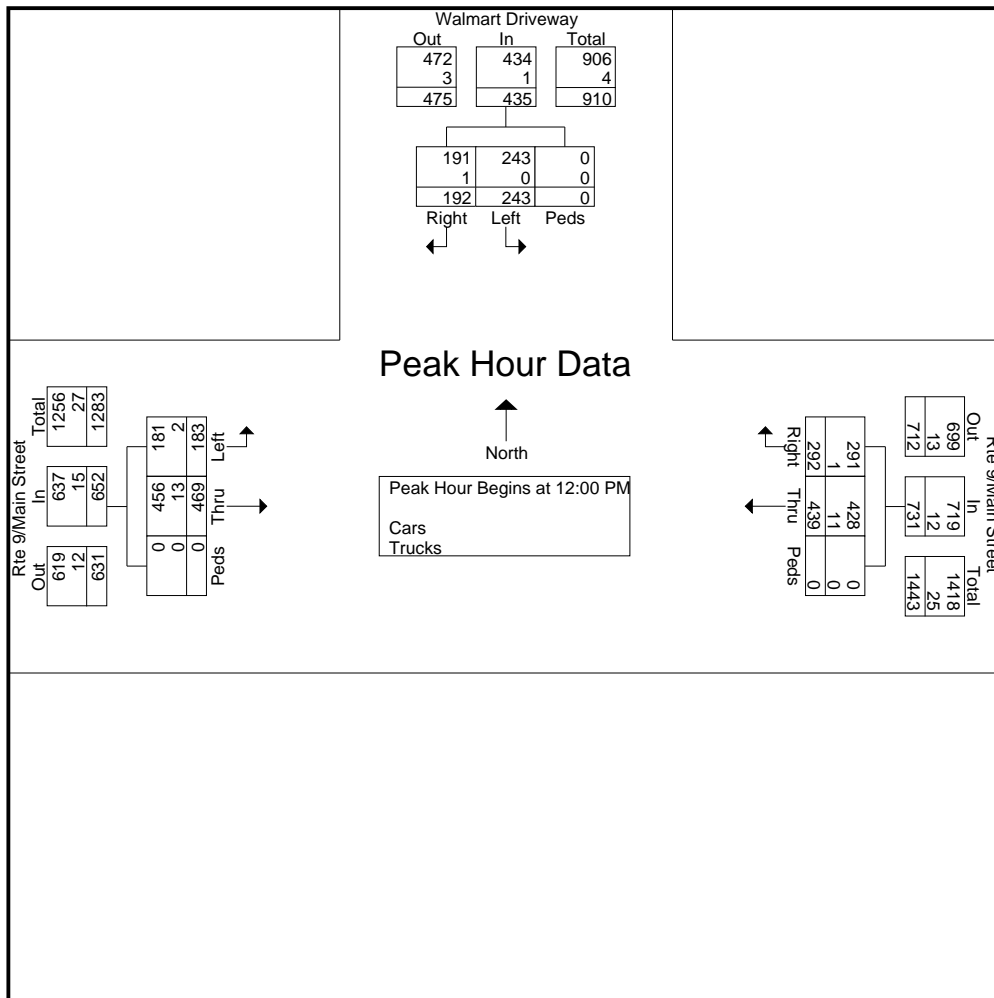 Walmart Driveway
Out In Total
472 434 906
3 1 4
475 435 910
191 243 0
1 0 0
192 243 0
Right Left Peds
Peak Hour Data
North
Peak Hour Begins at 12:00 PM
Cars
Trucks
Rte 9/Main Street
Out In Total
619 637 1256
12 15 27
631 652 1283
181 456 0
2 13 0
183 469 0
Left Thru Peds
Rte 9/Main Street
Out In Total
699 719 1418
13 12 25
712 731 1443
291 428 0
1 11 0
292 439 0
Right Thru Peds